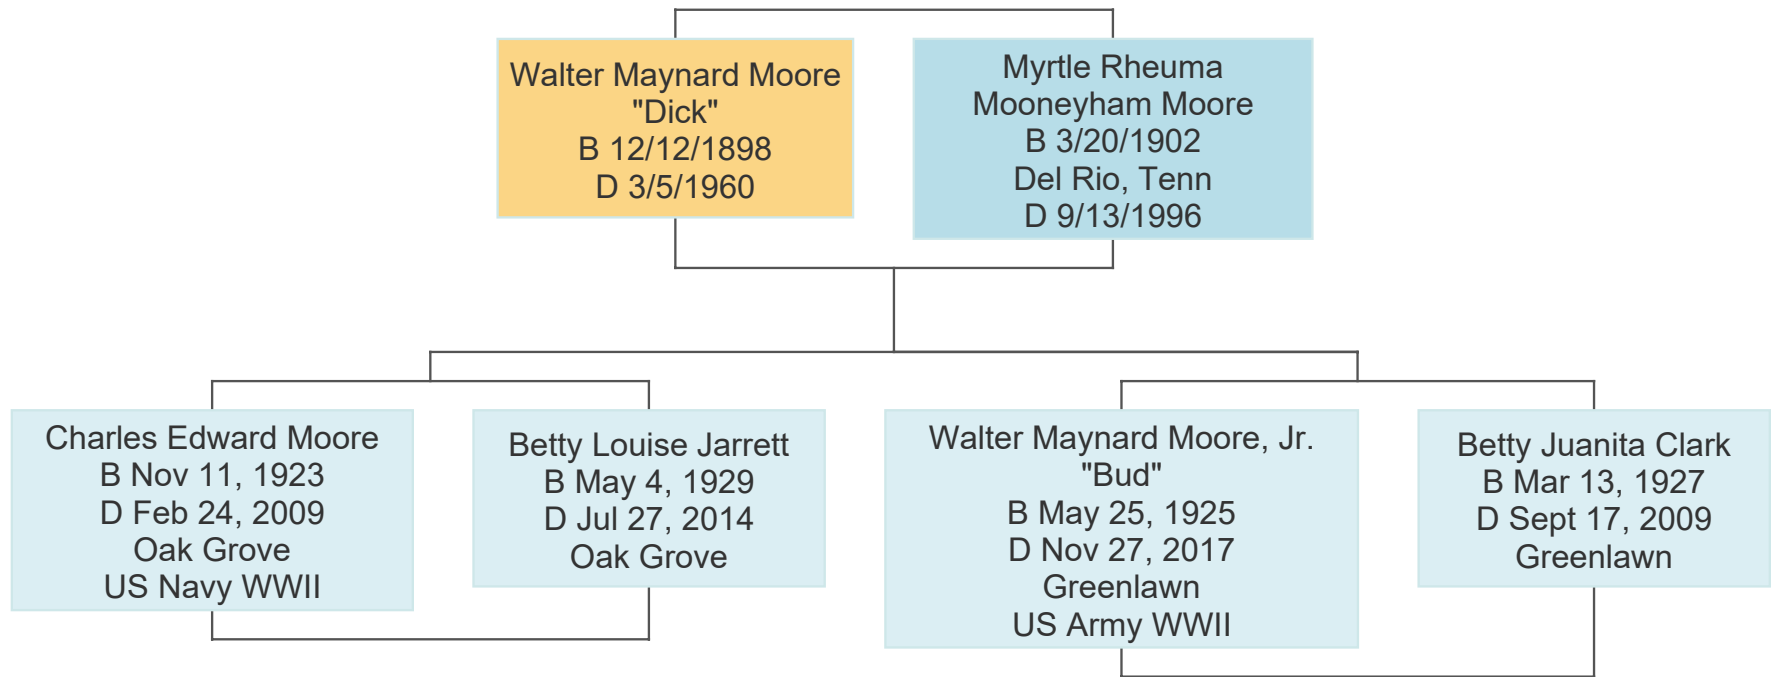 Walter Maynard Moore
"Dick"
B 12/12/1898
D 3/5/1960
Myrtle Rheuma
Mooneyham Moore
B 3/20/1902
Del Rio, Tenn
D 9/13/1996
Charles Edward Moore
B Nov 11, 1923
D Feb 24, 2009
Oak Grove
US Navy WWII
Betty Louise Jarrett
B May 4, 1929
D Jul 27, 2014
Oak Grove
Walter Maynard Moore, Jr.
"Bud"
B May 25, 1925
D Nov 27, 2017
Greenlawn
US Army WWII
Betty Juanita Clark
B Mar 13, 1927
D Sept 17, 2009
Greenlawn